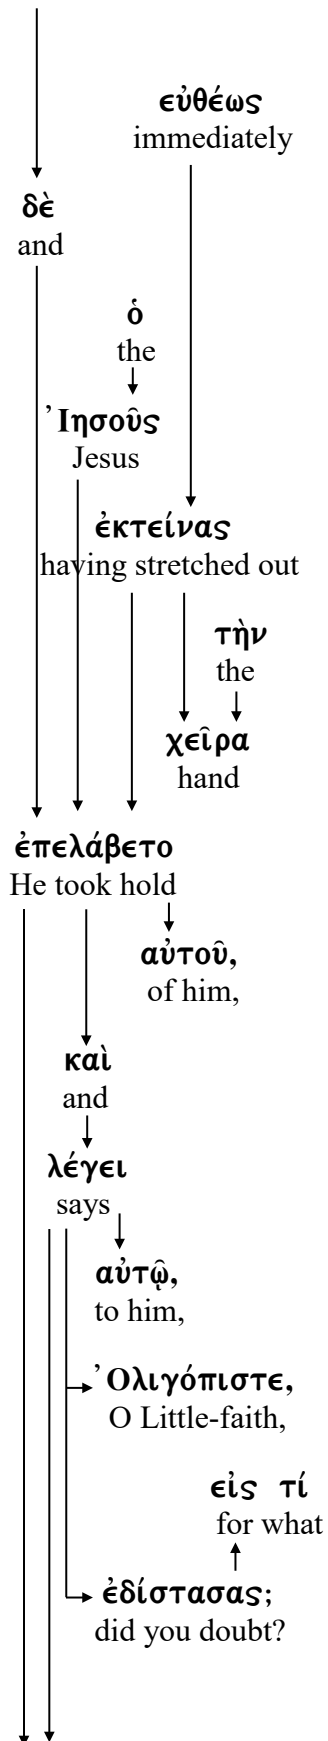 εὐθέως
immediately
δὲ
and
ὁ
the
Ἰησοῦς
Jesus
ἐκτείνας
having stretched out
τὴν
the
χεῖρα
hand
ἐπελάβετο
He took hold
αὐτοῦ,
of him,
καὶ
and
λέγει
says
αὐτῷ,
to him,
Ὀλιγόπιστε,
O Little-faith,
εἰς τί
for what
ἐδίστασας;
did you doubt?